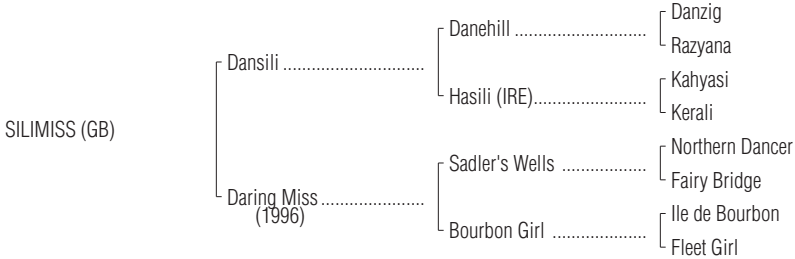 Danzig
Danehill ............................
Razyana
Dansili ..............................
Kahyasi
Hasili (IRE)........................
Kerali
SILIMISS (GB)
Northern Dancer
Sadler's Wells ..................
Fairy Bridge
Daring Miss ......................
(1996)
Ile de Bourbon
Bourbon Girl ....................
Fleet Girl